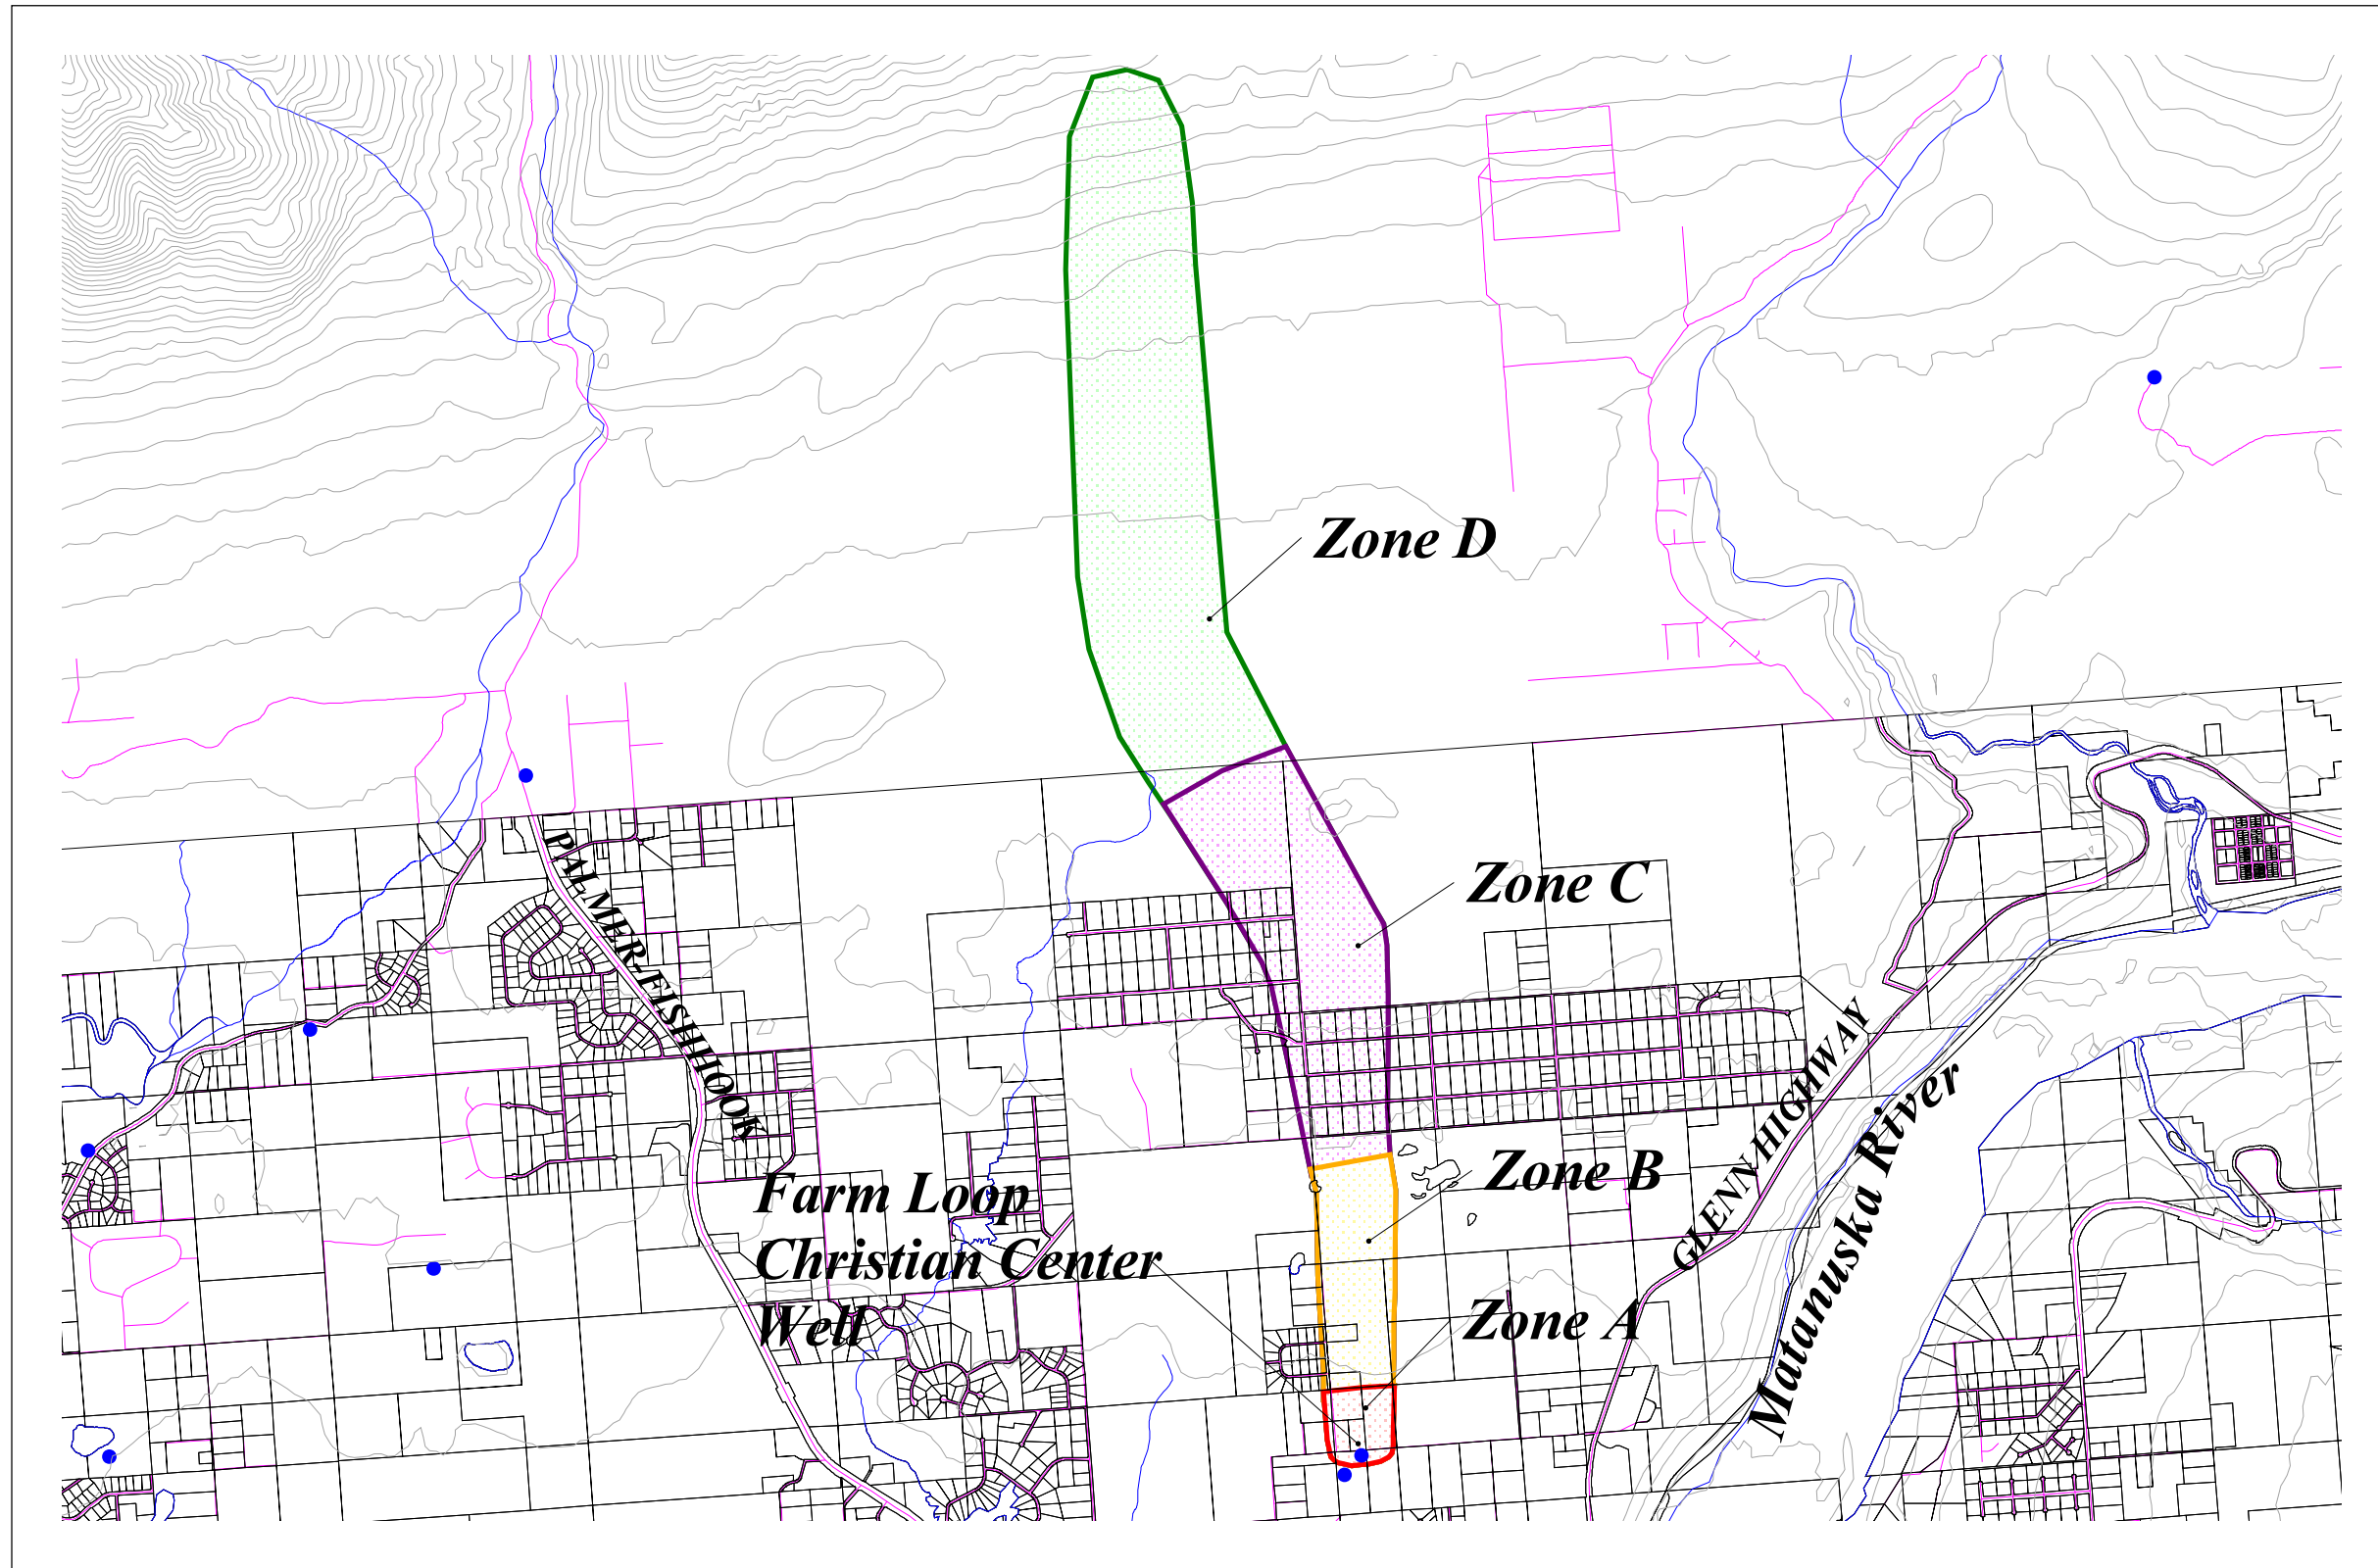 Zone D
Zone C
PALMER-FISHHOOK
GLENN HIGHWAY
Matanuska River
Zone B
Farm Loop
Christian Center
Well
Zone A